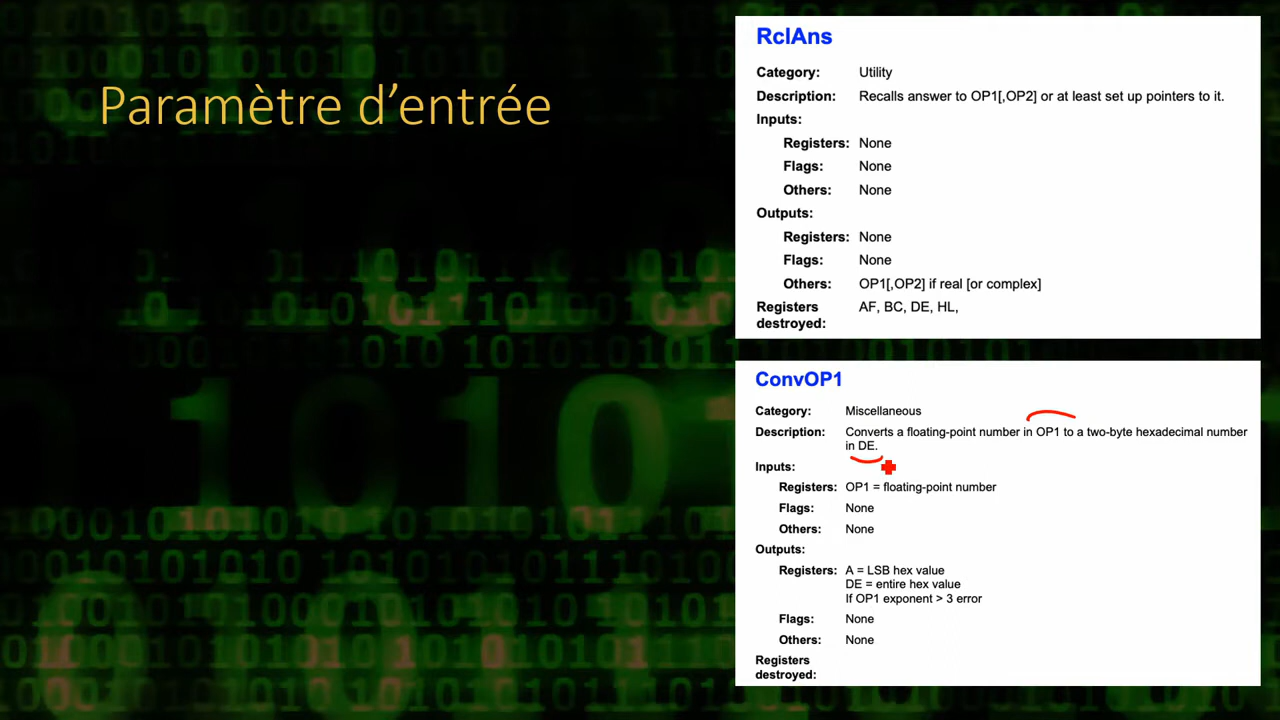 Paramètre d’entrée
RclAns
Category: Utility
Description: Recalls answer to OP1[,OP2] or at least set up pointers to it.
Inputs:
Registers: None
Flags: None
Others: None
Outputs:
Registers: None
Flags: None
Others: OP1[,OP2] if real [or complex]
Registers destroyed: AF, BC, DE, HL,
ConvOP1
Category: Miscellaneous
Description: Converts a floating-point number in OP1 to a two-byte hexadecimal number
in DE.
Inputs:
Registers: OP1 = floating-point number
Flags: None
Others: None
Outputs:
Registers: A = LSB hex value
DE = entire hex value
If OP1 exponent > 3 error
Flags: None
Others: None
Registers
destroyed: